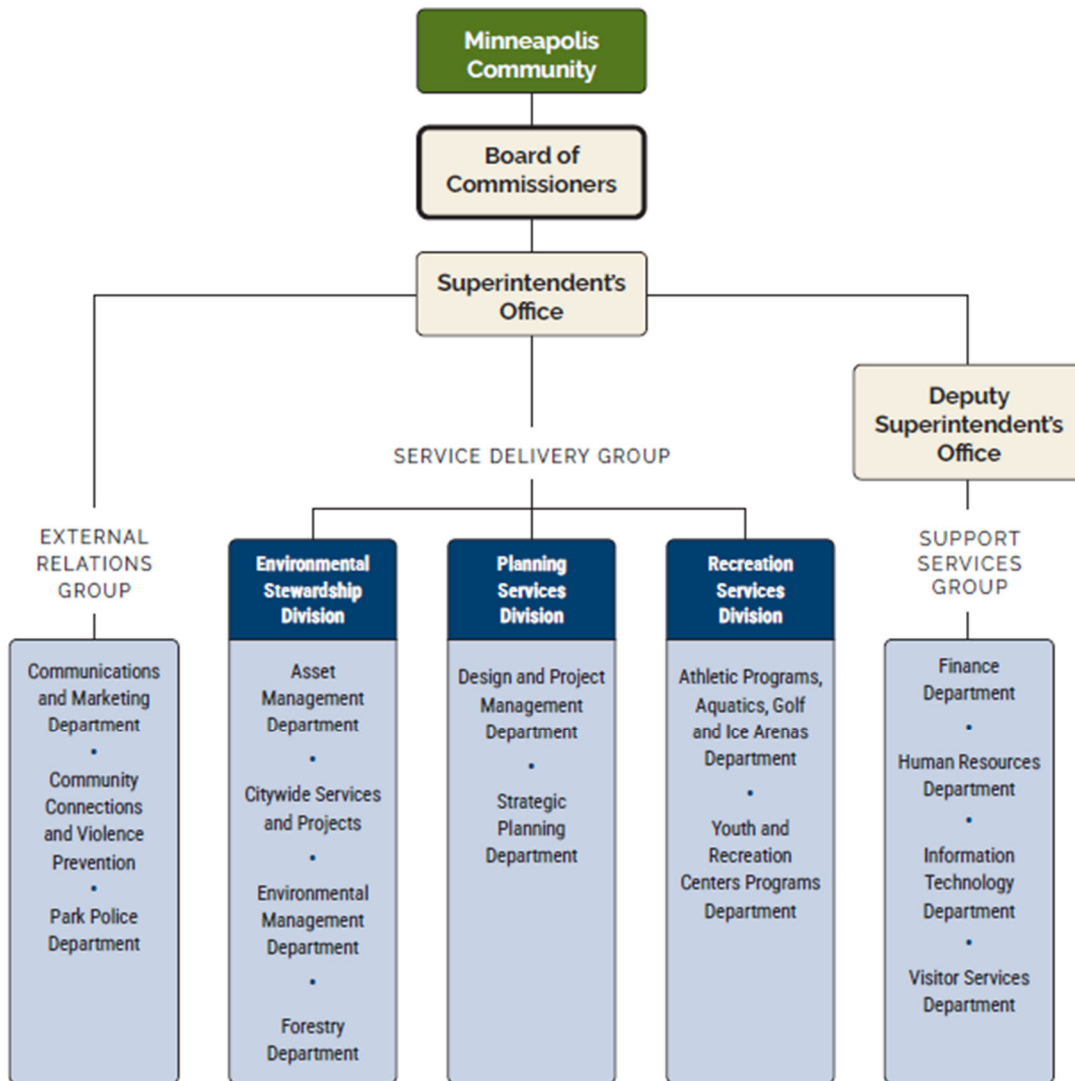 Minneapolis
Community
Board of
Commissioners
Superintendent's
Office
Deputy
Superintendent's
Office
SERVICE DELIVERY GROUP
EXTERNAL
RELATIONS
GROUP
SUPPORT
SERVICES
GROUP
Communications
and Marketing
Department
•
Community
Connections
and Violence
Prevention
•
Park Police
Department
Environmental
Stewardship
Division
Asset
Management
Department
•
Citywide Services
and Projects
•
Environmental
Management
Department
•
Forestry
Department
Planning
Services
Division
Design and Project
Management
Department
•
Strategic
Planning
Department
Recreation
Services
Division
Athletic Programs,
Aquatics, Golf
and Ice Arenas
Department
•
Youth and
Recreation
Centers Programs
Department
Finance
Department
•
Human Resources
Department
•
Information
Technology
Department
•
Visitor Services
Department